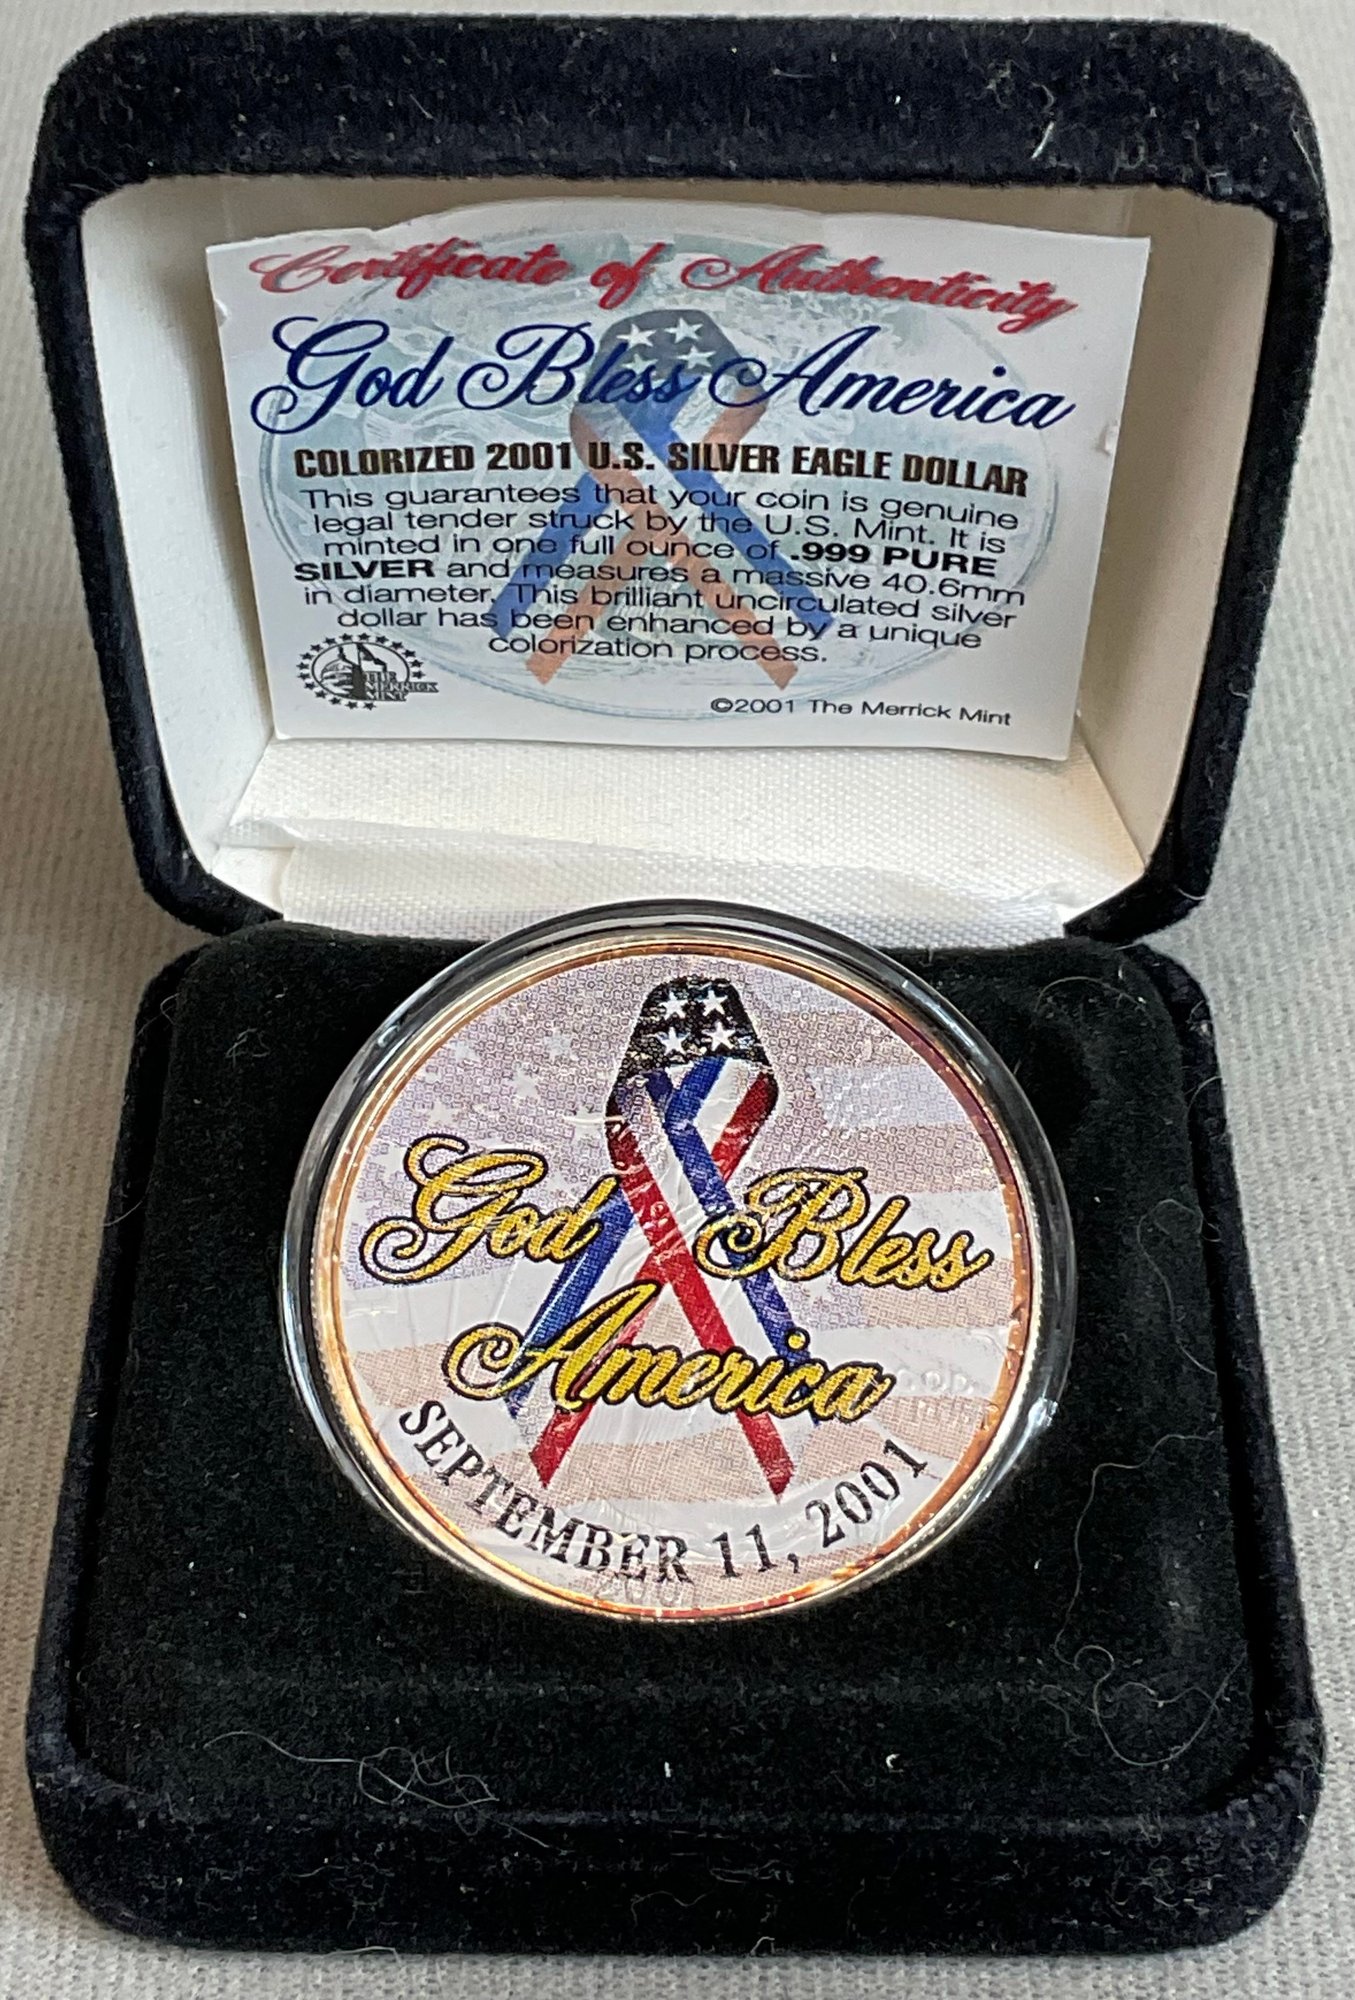 Certificate of Authenticity
God Bless America
COLORIZED 2001 U.S. SILVER EAGLE DOLLAR
This guarantees that your coin is genuine
legal tender struck by the U.S. Mint. It is
minted in one full ounce of .999 PURE
SILVER and measures a massive 40.6mm
in diameter. This brilliant uncirculated silver
dollar has been enhanced by a unique
colorization process.
THE
MERRICK
MINT
©2001 The Merrick Mint
God Bless
America
SEPTEMBER 11, 2001